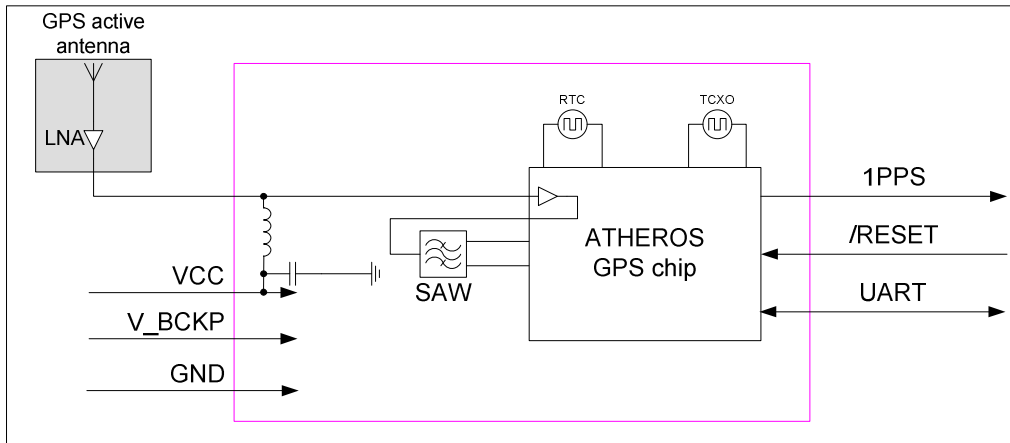 GPS active
antenna
LNA
RTC
TCXO
1PPS
ATHEROS
GPS chip
/RESET
SAW
VCC
UART
V_BCKP
GND